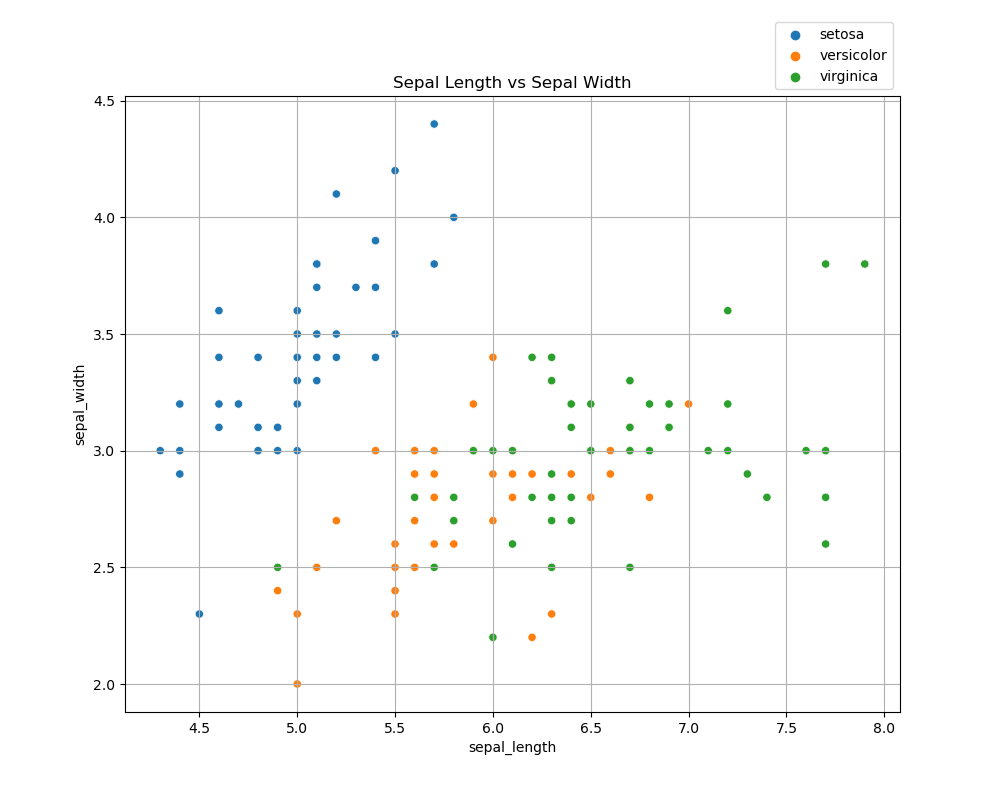 setosa
versicolor
virginica
Sepal Length vs Sepal Width
4.5
4.0
3.5
3.0
2.5
2.0
sepal_width
4.5 5.0 5.5 6.0 6.5 7.0 7.5 8.0
sepal_length